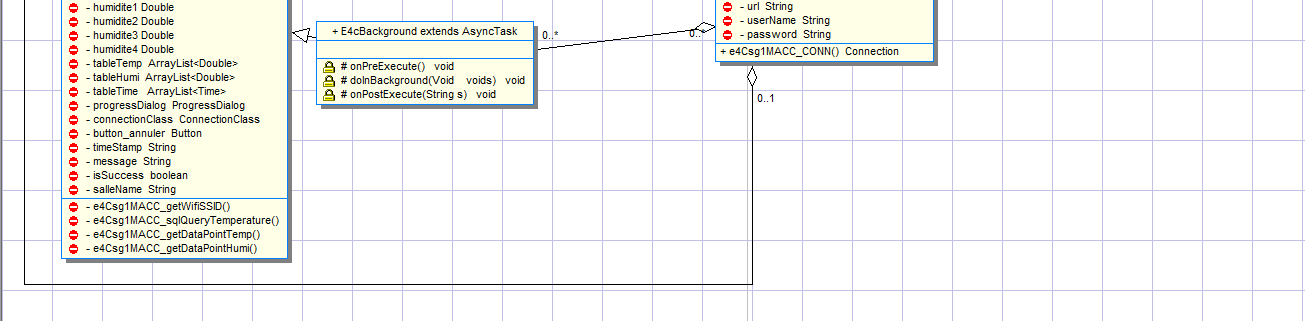 - humidite1 Double
- humidite2 Double
- humidite3 Double
- humidite4 Double
- tableTemp ArrayList<Double>
- tableHumi ArrayList<Double>
- tableTime ArrayList<Time>
- progressDialog ProgressDialog
- connectionClass ConnectionClass
- button_annuler Button
- timeStamp String
- message String
- isSuccess boolean
- salleName String
- e4Csg1MACC_getWifiSSID()
- e4Csg1MACC_sqlQueryTemperature()
- e4Csg1MACC_getDataPointTemp()
- e4Csg1MACC_getDataPointHumi()
+ E4cBackground extends AsyncTask
# onPreExecute() void
# doInBackground(Void voids) void
# onPostExecute(String s) void
0..*
0..*
- url String
- userName String
- password String
+ e4Csg1MACC_CONN() Connection
0..1